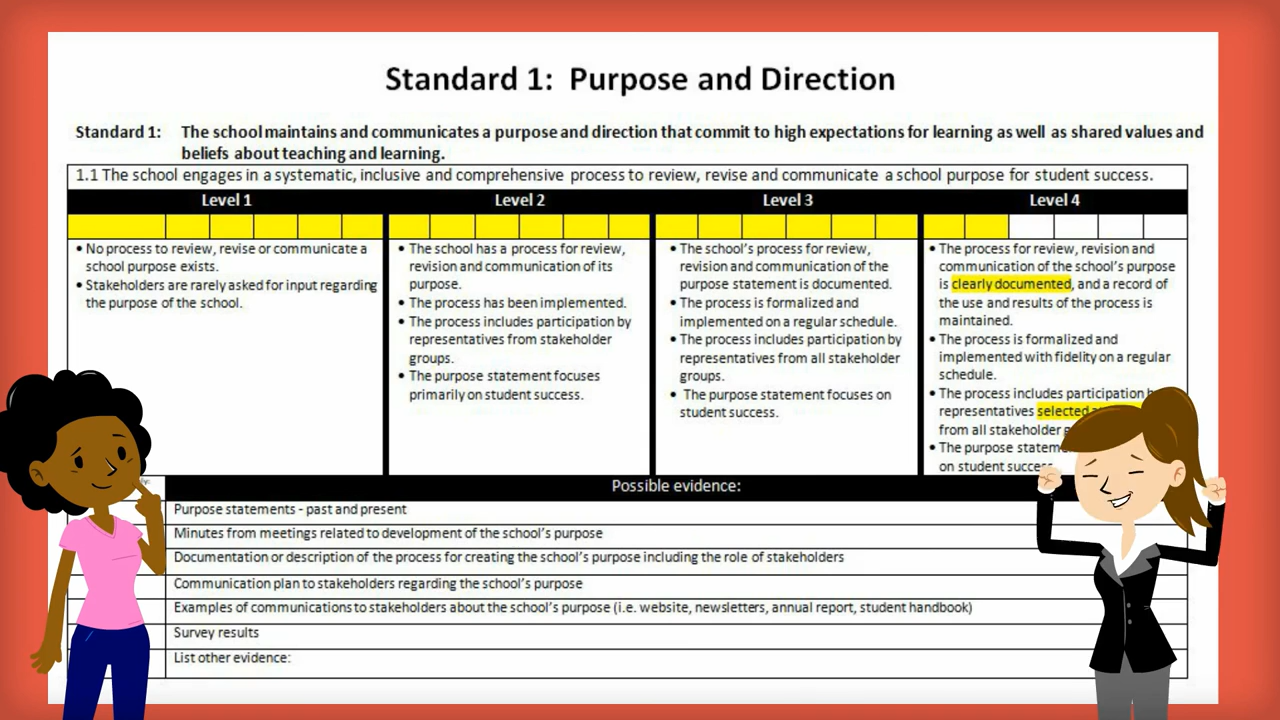 Standard 1: Purpose and Direction
Standard 1: The school maintains and communicates a purpose and direction that commit to high expectations for learning as well as shared values and
beliefs about teaching and learning.
1.1 The school engages in a systematic, inclusive and comprehensive process to review, revise and communicate a school purpose for student success.
Level 1
• No process to review, revise or communicate a
school purpose exists.
• Stakeholders are rarely asked for input regarding
the purpose of the school.
Level 2
• The school has a process for review,
revision and communication of its
purpose.
• The process has been implemented.
• The process includes participation by
representatives from stakeholder
groups.
• The purpose statement focuses
primarily on student success.
Level 3
• The school's process for review,
revision and communication of the
purpose statement is documented.
• The process is formalized and
implemented on a regular schedule.
• The process includes participation by
representatives from all stakeholder
groups.
• The purpose statement focuses on
student success.
Level 4
• The process for review, revision and
communication of the school's purpose
is clearly documented, and a record of
the use and results of the process is
maintained.
• The process is formalized and
implemented with fidelity on a regular
schedule.
• The process includes participation
representatives selected
from all stakeholder
• The purpose
on student success
Possible evidence:
Purpose statements - past and present
Minutes from meetings related to development of the school's purpose
Documentation or description of the process for creating the school's purpose including the role of stakeholders
Communication plan to stakeholders regarding the school's purpose
Examples of communications to stakeholders about the school's purpose (i.e. website, newsletters, annual report, student handbook)
Survey results
List other evidence: